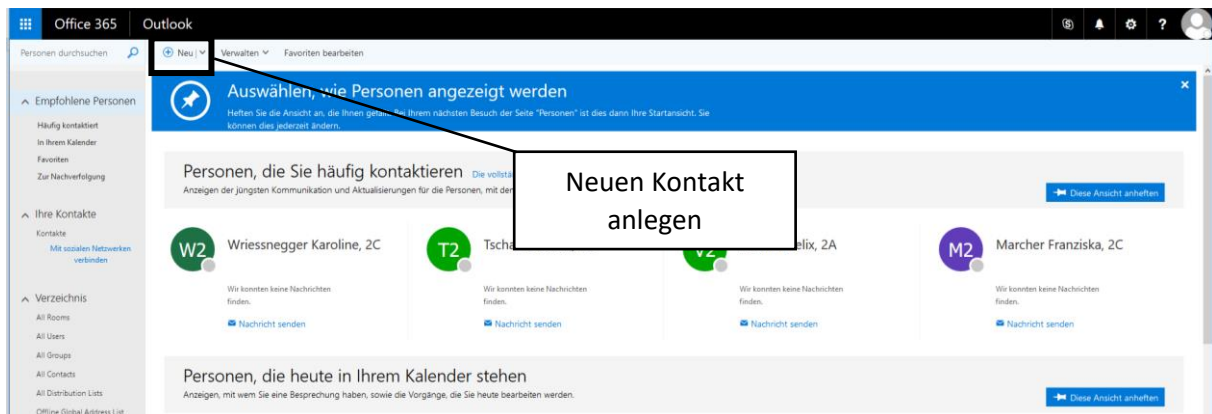 Office 365 Outlook
Personen durchsuchen Neu Verwalten Favoriten bearbeiten
Empfohlene Personen
Häufig kontaktiert
In Ihrem Kalender
Favoriten
Zur Nachverfolgung
Ihre Kontakte
Kontakte
Mit sozialen Netzwerken
verbinden
Verzeichnis
All Rooms
All Users
All Groups
All Contacts
All Distribution Lists
Offline Global Address List
Auswählen, wie Personen angezeigt werden
Heften Sie die Ansicht an, die Ihnen gefällt. Bei Ihrem nächsten Besuch der Seite "Personen" ist dies dann Ihre Startansicht. Sie
können dies jederzeit ändern.
Personen, die Sie häufig kontaktieren Die
Anzeigen der jüngsten Kommunikation und Aktualisierungen für die Personen, mit
Diese Ansicht anheften
Neuen Kontakt
anlegen
W2 Wriessnegger Karoline, 2C
Wir konnten keine Nachrichten
finden.
Nachricht senden
T2
Wir konnten keine Nachrichten
finden.
Nachricht senden
2A
Wir konnten keine Nachrichten
finden.
Nachricht senden
M2 Marcher Franziska, 2C
Wir konnten keine Nachrichten
finden.
Nachricht senden
Personen, die heute in Ihrem Kalender stehen
Anzeigen, mit wem Sie eine Besprechung haben, sowie die Vorgänge, die Sie heute bearbeiten werden.
Diese Ansicht anheften